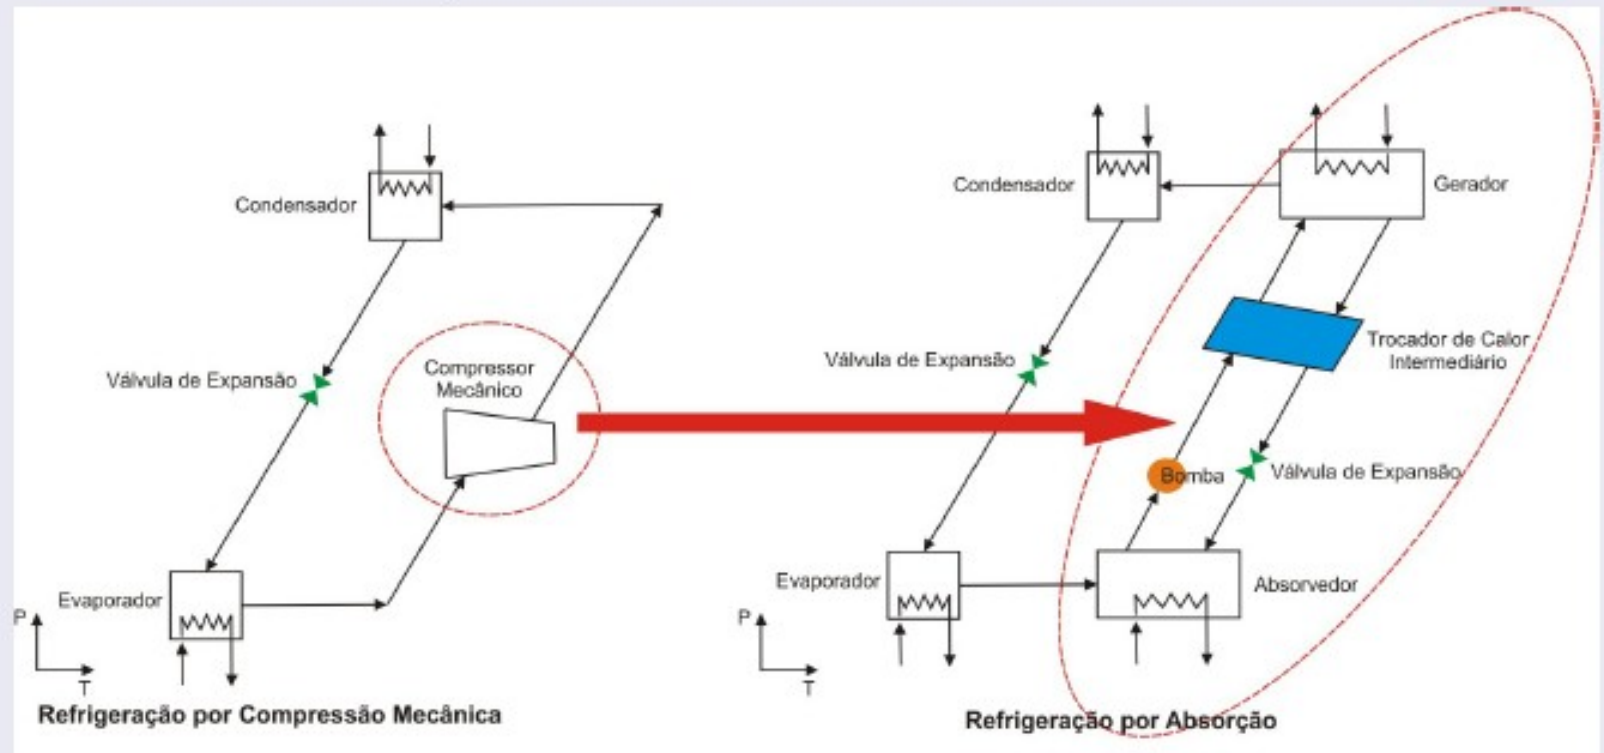 Condensador
Válvula de Expansão
Compressor
Mecânico
Evaporador
P
T
Refrigeração por Compressão Mecânica
Condensador
Gerador
Trocador de Calor
Intermediário
Válvula de Expansão
Bomba
Válvula de Expansão
Evaporador
Absorvedor
P
T
Refrigeração por Absorção